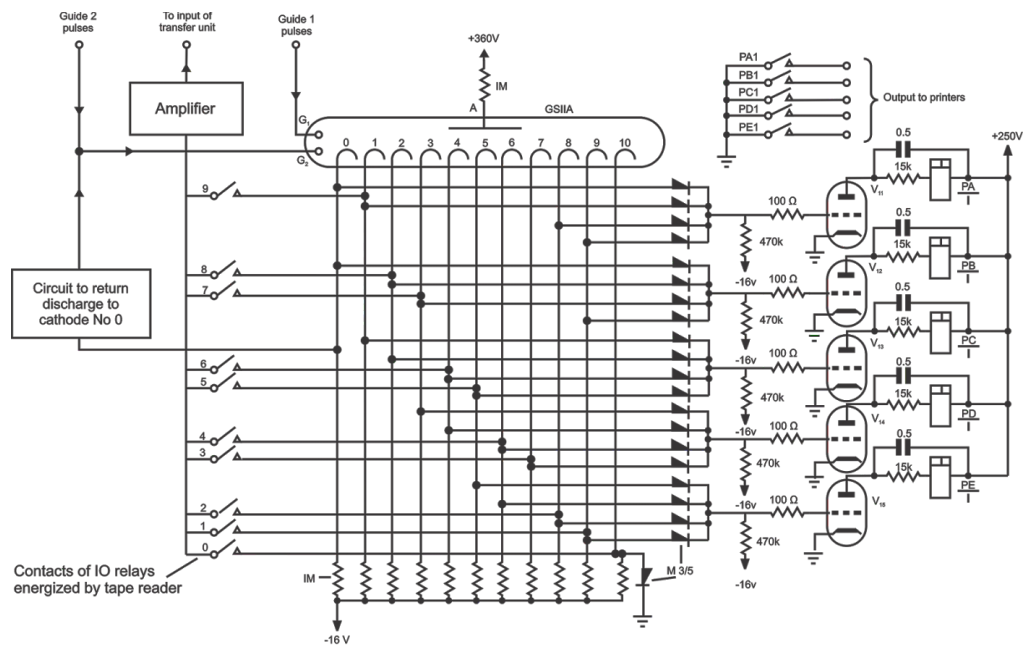 Guide 2
pulses
To input of
transfer unit
Guide 1
pulses
+360V
IM
A
GSIIA
Amplifier
G₁
G₂
0 1 2 3 4 5 6 7 8 9 10
PA1
PB1
PC1
PD1
PE1
Output to printers
+250V
9
8
7
6
5
4
3
2
1
0
Circuit to return
discharge to
cathode No 0
Contacts of IO relays
energized by tape reader
IM
-16 V
M 3/5
100 Ω
470k
-16v
100 Ω
470k
-16v
100 Ω
470k
-16v
100 Ω
470k
-16v
100 Ω
470k
-16v
0.5
15k
V₁₁
PA
I
0.5
15k
V₁₂
PB
I
0.5
15k
V₁₃
PC
I
0.5
15k
V₁₄
PD
I
0.5
15k
V₁₅
PE
I